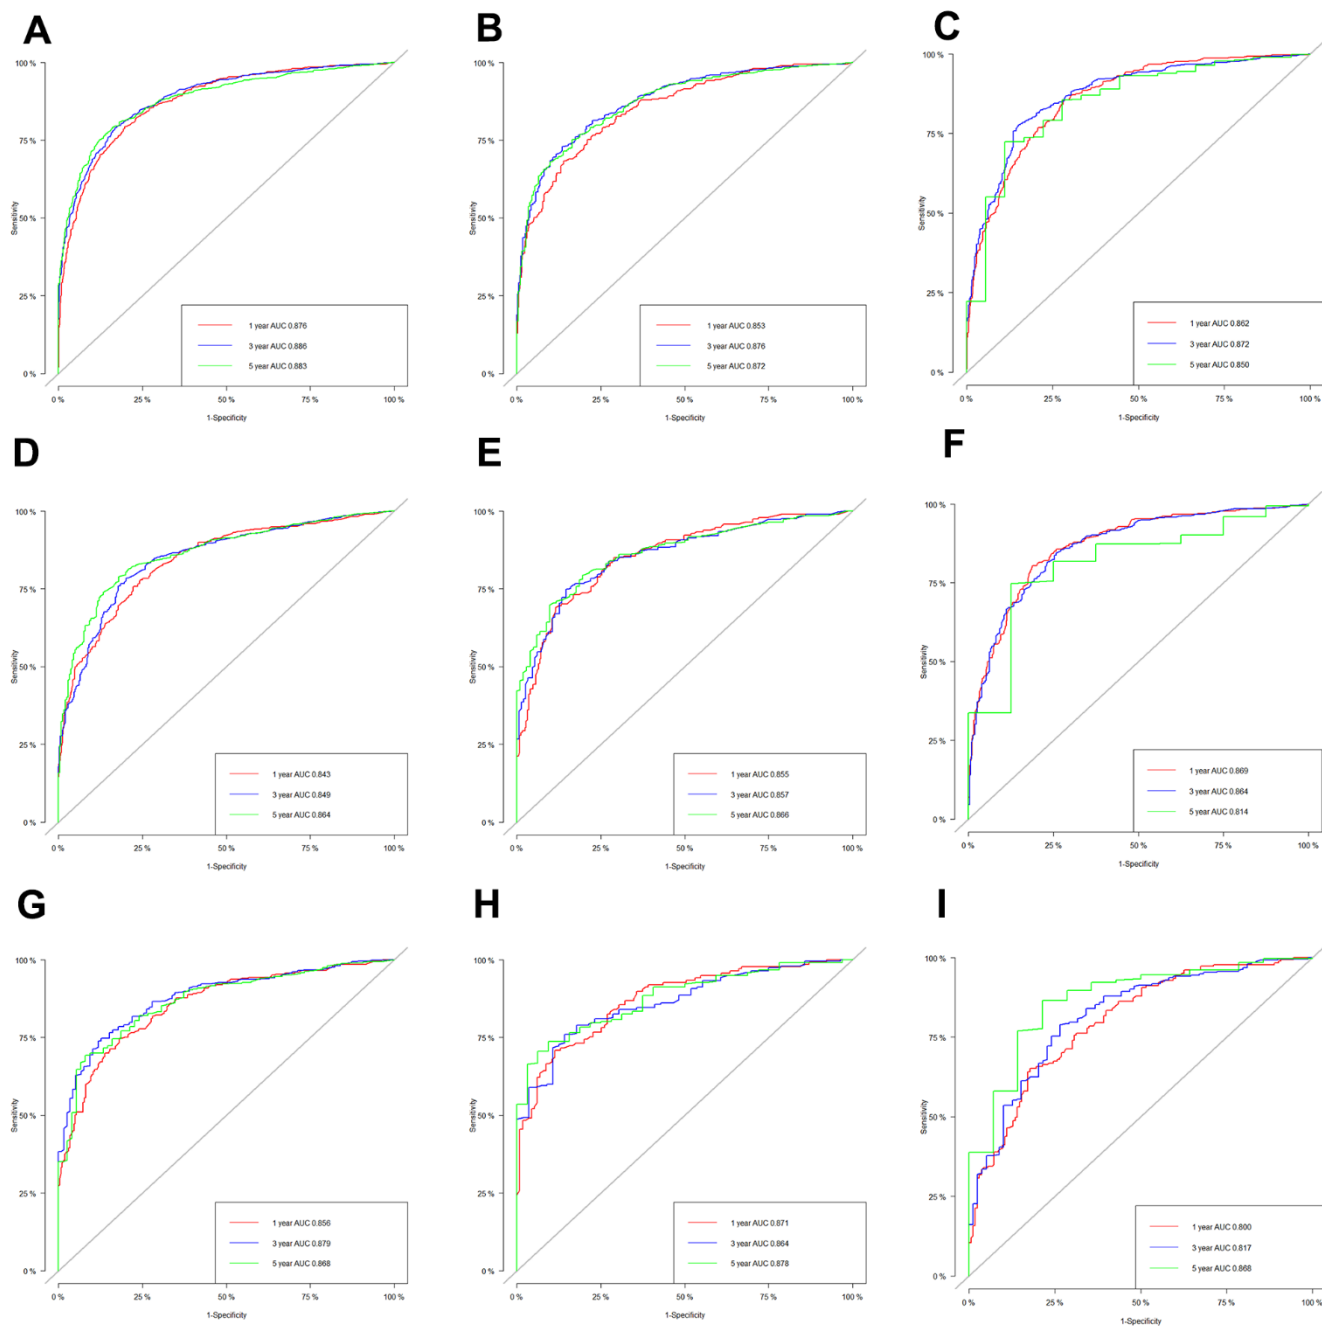 A
100 %
75 %
50 %
25 %
0 %
Sensitivity
1 year AUC 0.876
3 year AUC 0.886
5 year AUC 0.883
0 %
25 %
50 %
75 %
100 %
1-Specificity
B
100 %
75 %
50 %
25 %
0 %
Sensitivity
1 year AUC 0.853
3 year AUC 0.876
5 year AUC 0.872
0 %
25 %
50 %
75 %
100 %
1-Specificity
C
100 %
75 %
50 %
25 %
0 %
Sensitivity
1 year AUC 0.862
3 year AUC 0.872
5 year AUC 0.850
0 %
25 %
50 %
75 %
100 %
1-Specificity
D
100 %
75 %
50 %
25 %
0 %
Sensitivity
1 year AUC 0.843
3 year AUC 0.849
5 year AUC 0.864
0 %
25 %
50 %
75 %
100 %
1-Specificity
E
100 %
75 %
50 %
25 %
0 %
Sensitivity
1 year AUC 0.855
3 year AUC 0.857
5 year AUC 0.866
0 %
25 %
50 %
75 %
100 %
1-Specificity
F
100 %
75 %
50 %
25 %
0 %
Sensitivity
1 year AUC 0.869
3 year AUC 0.864
5 year AUC 0.814
0 %
25 %
50 %
75 %
100 %
1-Specificity
G
100 %
75 %
50 %
25 %
0 %
Sensitivity
1 year AUC 0.856
3 year AUC 0.879
5 year AUC 0.868
0 %
25 %
50 %
75 %
100 %
1-Specificity
H
100 %
75 %
50 %
25 %
0 %
Sensitivity
1 year AUC 0.871
3 year AUC 0.864
5 year AUC 0.878
0 %
25 %
50 %
75 %
100 %
1-Specificity
I
100 %
75 %
50 %
25 %
0 %
Sensitivity
1 year AUC 0.800
3 year AUC 0.817
5 year AUC 0.868
0 %
25 %
50 %
75 %
100 %
1-Specificity